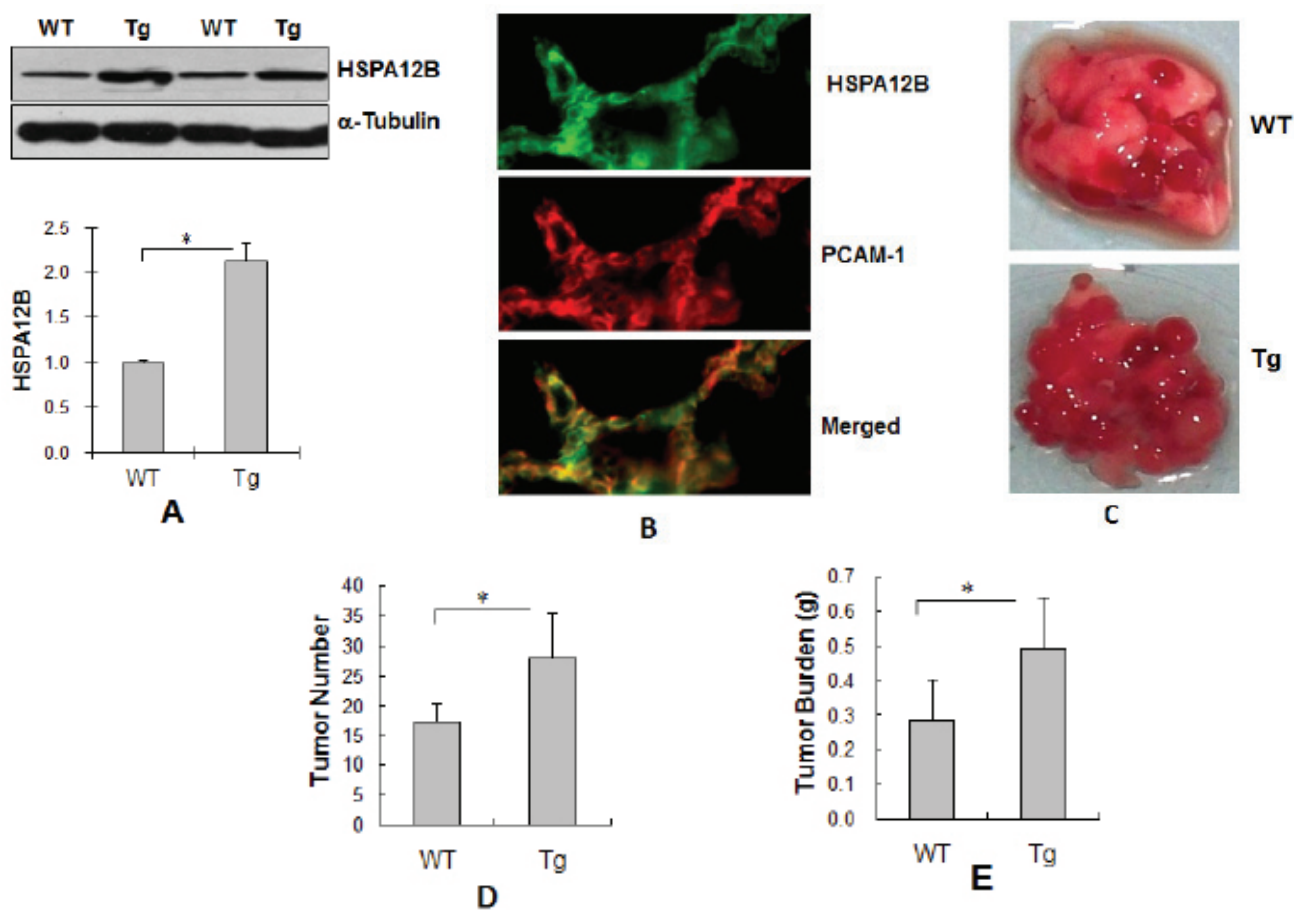 WT Tg WT Tg
HSPA12B
α-Tubulin
2.5
2.0
1.5
1.0
0.5
0.0
HSPA12B
*
WT Tg
A
HSPA12B
PCAM-1
Merged
B
WT
Tg
C
40
35
30
25
20
15
10
5
0
Tumor Number
*
WT Tg
D
0.7
0.6
0.5
0.4
0.3
0.2
0.1
0.0
Tumor Burden (g)
*
WT Tg
E